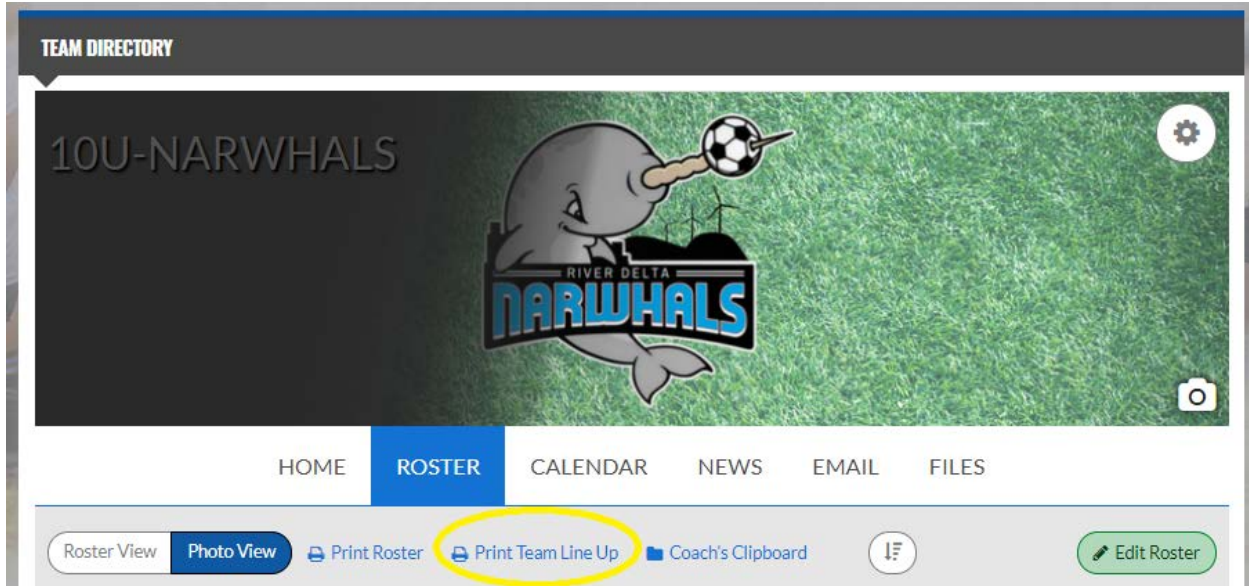 TEAM DIRECTORY
10U-NARWHALS
RIVER DELTA
NARWHALS
HOME ROSTER CALENDAR NEWS EMAIL FILES
Roster View Photo View Print Roster Print Team Line Up Coach's Clipboard Edit Roster